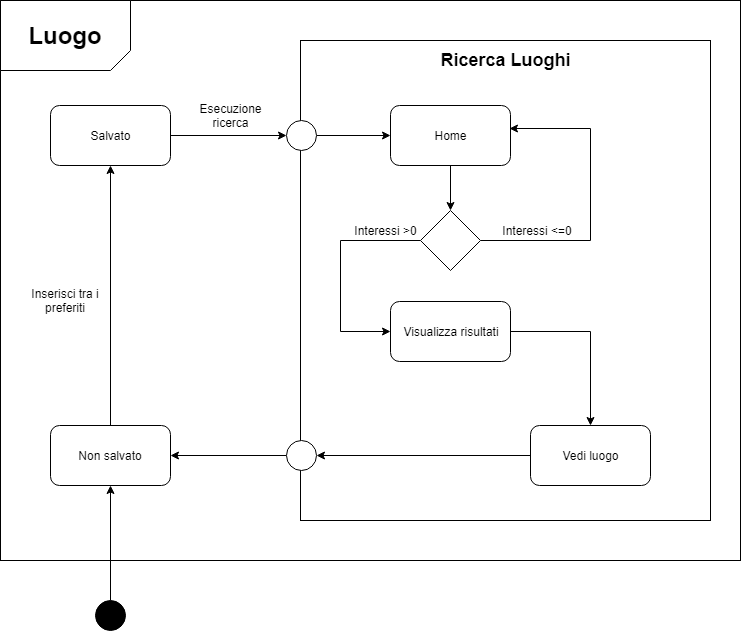 Luogo
Ricerca Luoghi
Esecuzione
ricerca
Salvato
Home
Interessi >0
Interessi <=0
Inserisci tra i
preferiti
Visualizza risultati
Non salvato
Vedi luogo